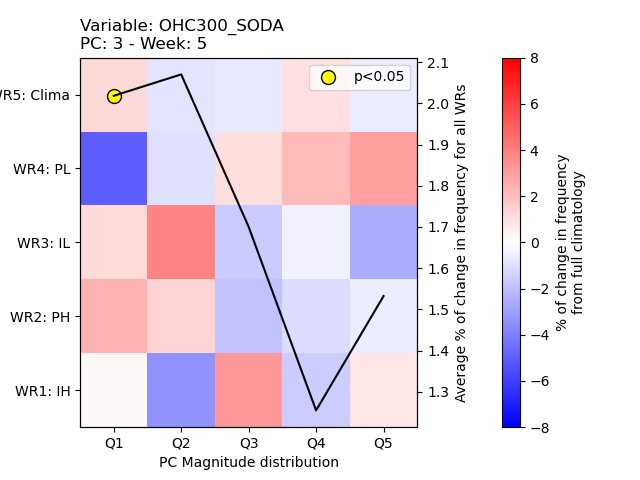 Variable: OHC300_SODA
PC: 3 - Week: 5
p<0.05
WR5: Clima
WR4: PL
WR3: IL
WR2: PH
WR1: IH
Q1 Q2 Q3 Q4 Q5
PC Magnitude distribution
2.1
2.0
1.9
1.8
1.7
1.6
1.5
1.4
1.3
Average % of change in frequency for all WRs
8
6
4
2
0
−2
−4
−6
−8
% of change in frequency
from full climatology